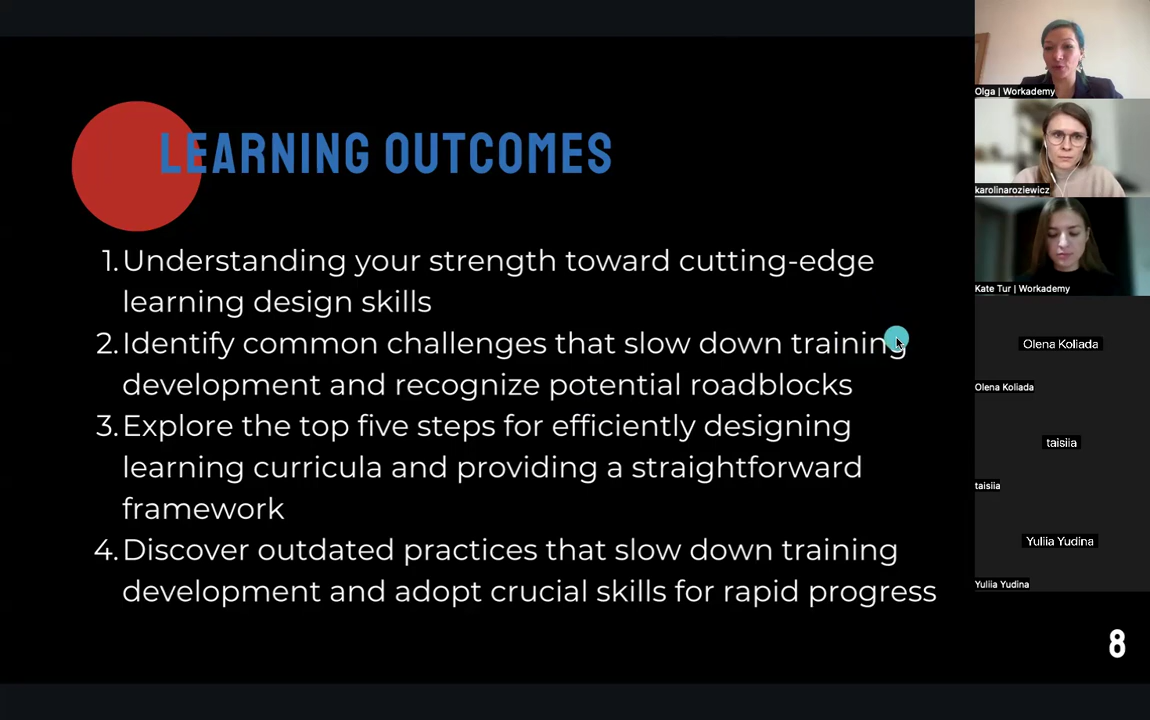 LEARNING OUTCOMES
1. Understanding your strength toward cutting-edge
learning design skills
2. Identify common challenges that slow down training
development and recognize potential roadblocks
3. Explore the top five steps for efficiently designing
learning curricula and providing a straightforward
framework
4. Discover outdated practices that slow down training
development and adopt crucial skills for rapid progress
8
Olga | Workademy
karolinaroziewicz
Kate Tur | Workademy
Olena Koliada
Olena Koliada
taisiia
taisiia
Yuliia Yudina
Yuliia Yudina